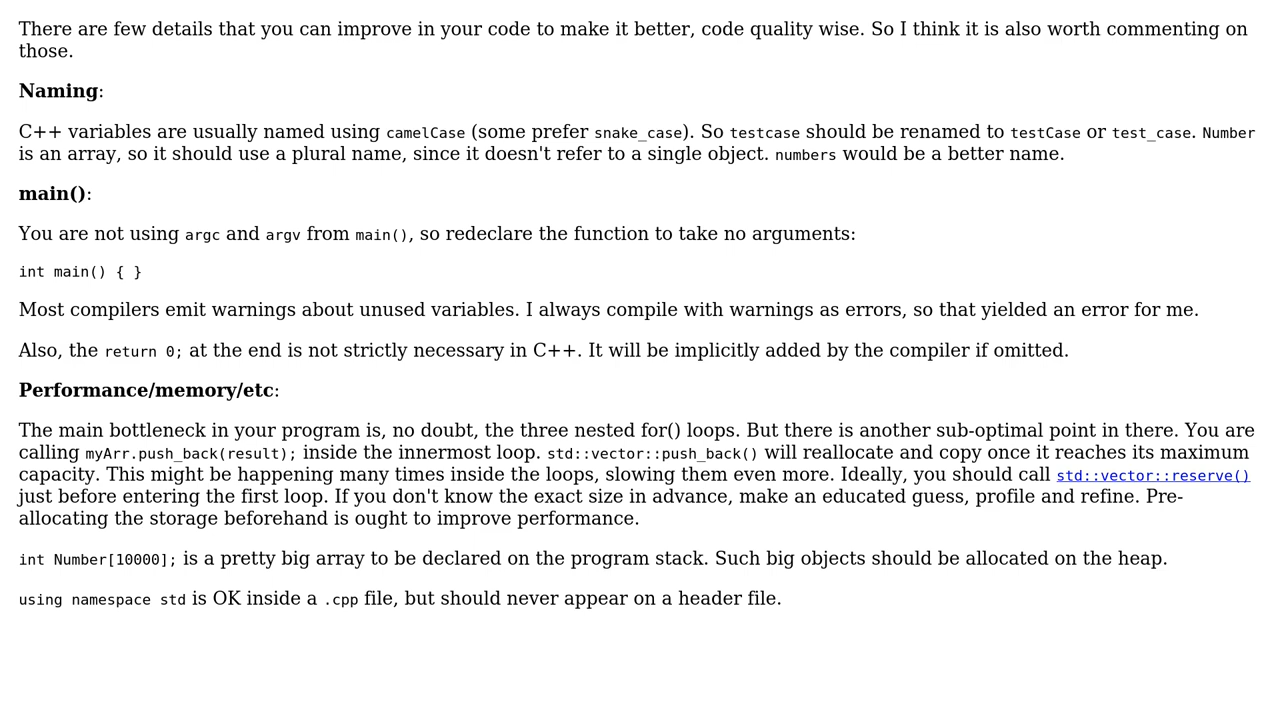 There are few details that you can improve in your code to make it better, code quality wise. So I think it is also worth commenting on
those.
Naming:
C++ variables are usually named using camelCase (some prefer snake_case). So testcase should be renamed to testCase or test_case. Number
is an array, so it should use a plural name, since it doesn't refer to a single object. numbers would be a better name.
main():
You are not using argc and argv from main(), so redeclare the function to take no arguments:
int main() { }
Most compilers emit warnings about unused variables. I always compile with warnings as errors, so that yielded an error for me.
Also, the return 0; at the end is not strictly necessary in C++. It will be implicitly added by the compiler if omitted.
Performance/memory/etc:
The main bottleneck in your program is, no doubt, the three nested for() loops. But there is another sub-optimal point in there. You are
calling myArr.push_back(result); inside the innermost loop. std::vector::push_back() will reallocate and copy once it reaches its maximum
capacity. This might be happening many times inside the loops, slowing them even more. Ideally, you should call std::vector::reserve()
just before entering the first loop. If you don't know the exact size in advance, make an educated guess, profile and refine. Pre-
allocating the storage beforehand is ought to improve performance.
int Number[10000]; is a pretty big array to be declared on the program stack. Such big objects should be allocated on the heap.
using namespace std is OK inside a .cpp file, but should never appear on a header file.